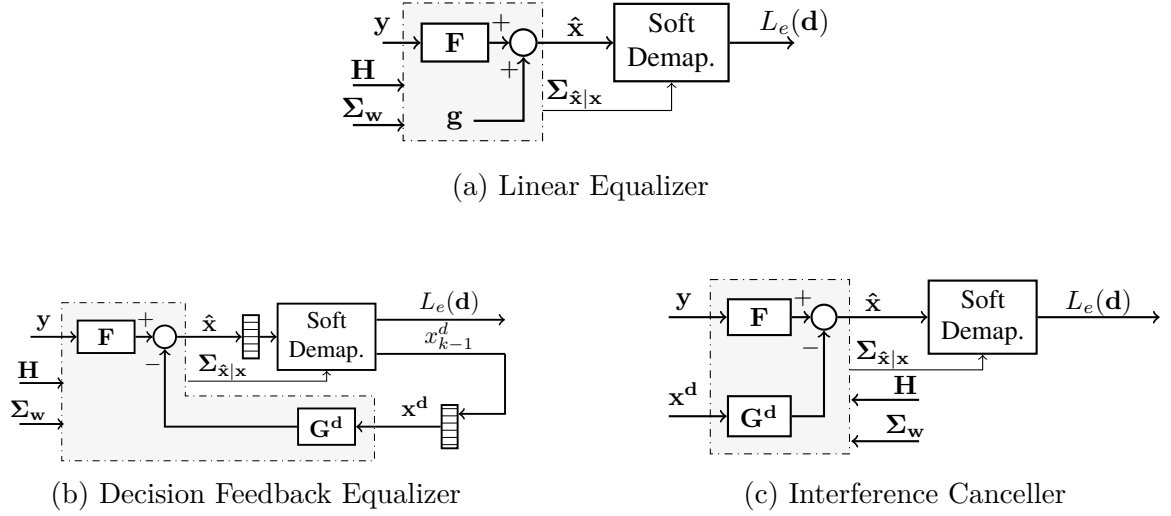 y
F
+
+
x̂
Soft
Demap.
L_e(d)
H
Σ_w
g
Σ_x̂|x
(a) Linear Equalizer
y
F
+
−
x̂
Soft
Demap.
L_e(d)
x^d_{k−1}
Σ_x̂|x
H
Σ_w
G^d
x^d
(b) Decision Feedback Equalizer
y
F
+
−
x̂
Soft
Demap.
L_e(d)
Σ_x̂|x
H
x^d
G^d
Σ_w
(c) Interference Canceller